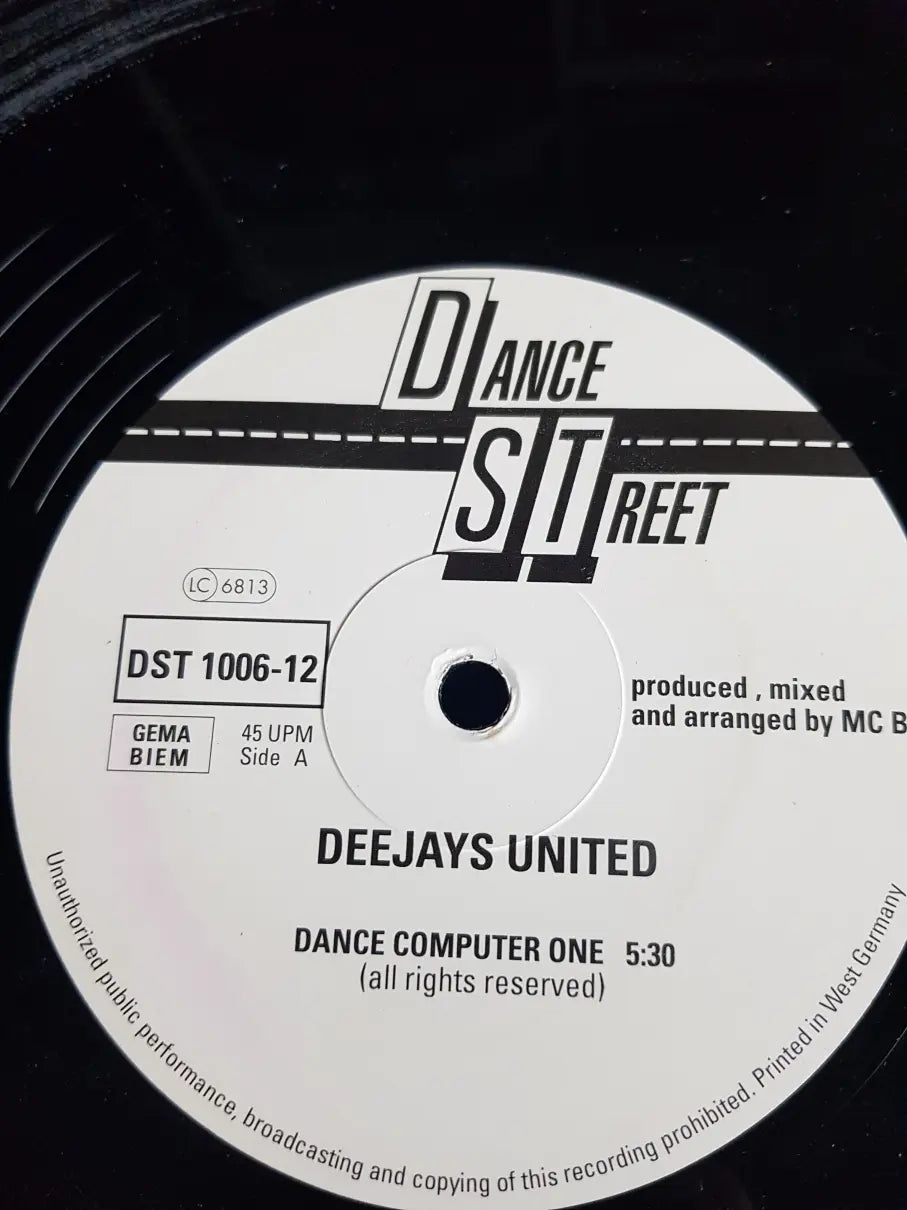 DANCE
STREET
LC 6813
DST 1006-12
GEMA
BIEM
45 UPM
Side A
produced , mixed
and arranged by MC B
DEEJAYS UNITED
DANCE COMPUTER ONE 5:30
(all rights reserved)
Unauthorized public performance, broadcasting and copying of this recording prohibited. Printed in West Germany